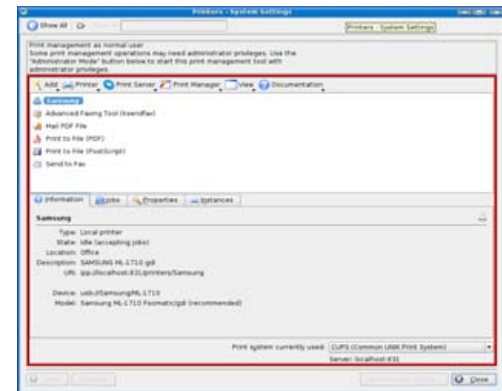 Printers - System Settings
Show All
Printers - System Settings
Print management as normal user
Some print management operations may need administrator privileges. Use the
"Administrator Mode" button below to start this print management tool with
administrator privileges.
Add Printer Print Server Print Manager View Documentation
Samsung
Advanced Faxing Tool (ksendfax)
Mail PDF File
Print to File (PDF)
Print to File (PostScript)
Send to Fax
Information Jobs Properties Instances
Samsung
Type: Local printer
State: Idle (accepting jobs)
Location: Office
Description: SAMSUNG ML-1710 gdi
URI: ipp://localhost:631/printers/Samsung
Device: usb://Samsung/ML-1710
Model: Samsung ML-1710 Foomatic/gdi (recommended)
Print system currently used: CUPS (Common UNIX Print System)
Server: localhost:631
Close